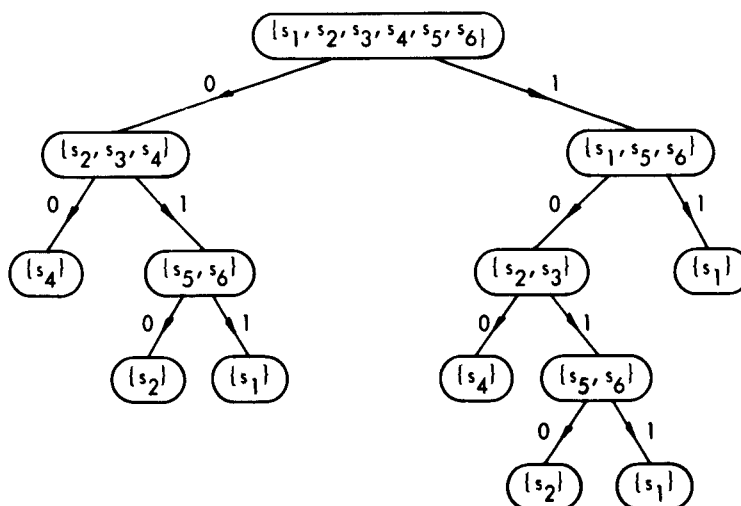 {s₁, s₂, s₃, s₄, s₅, s₆}
0 1
{s₂, s₃, s₄} {s₁, s₅, s₆}
0 1 0 1
{s₄} {s₅, s₆} {s₂, s₃} {s₁}
0 1 0 1
{s₂} {s₁} {s₄} {s₅, s₆}
0 1
{s₂} {s₁}